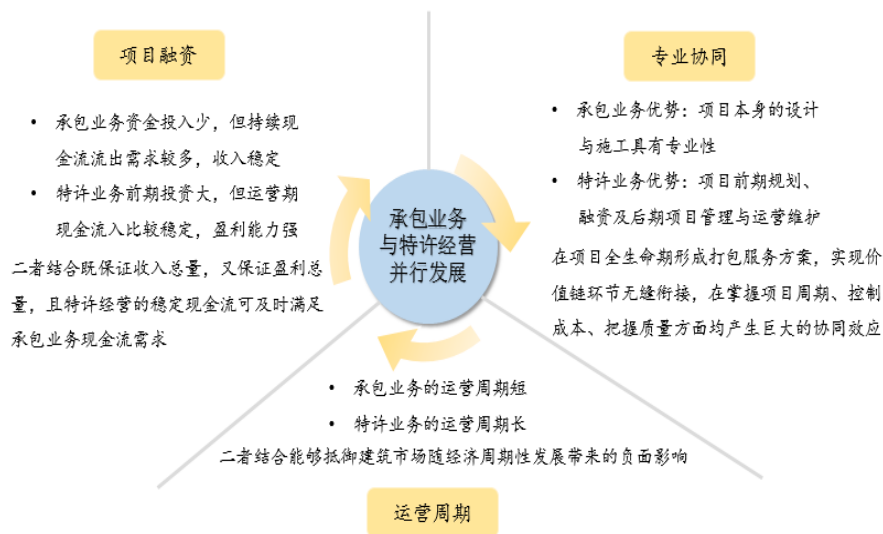 项目融资
• 承包业务资金投入少，但持续现
金流流出需求较多，收入稳定
• 特许业务前期投资大，但运营期
现金流入比较稳定，盈利能力强
二者结合既保证收入总量，又保证盈利总
量，且特许经营的稳定现金流可及时满足
承包业务现金流需求
承包业务
与特许经营
并行发展
专业协同
• 承包业务优势：项目本身的设计
与施工具有专业性
• 特许业务优势：项目前期规划、
融资及后期项目管理与运营维护
在项目全生命期形成打包服务方案，实现价
值链环节无缝衔接，在掌握项目周期、控制
成本、把握质量方面均产生巨大的协同效应
• 承包业务的运营周期短
• 特许业务的运营周期长
二者结合能够抵御建筑市场随经济周期性发展带来的负面影响
运营周期